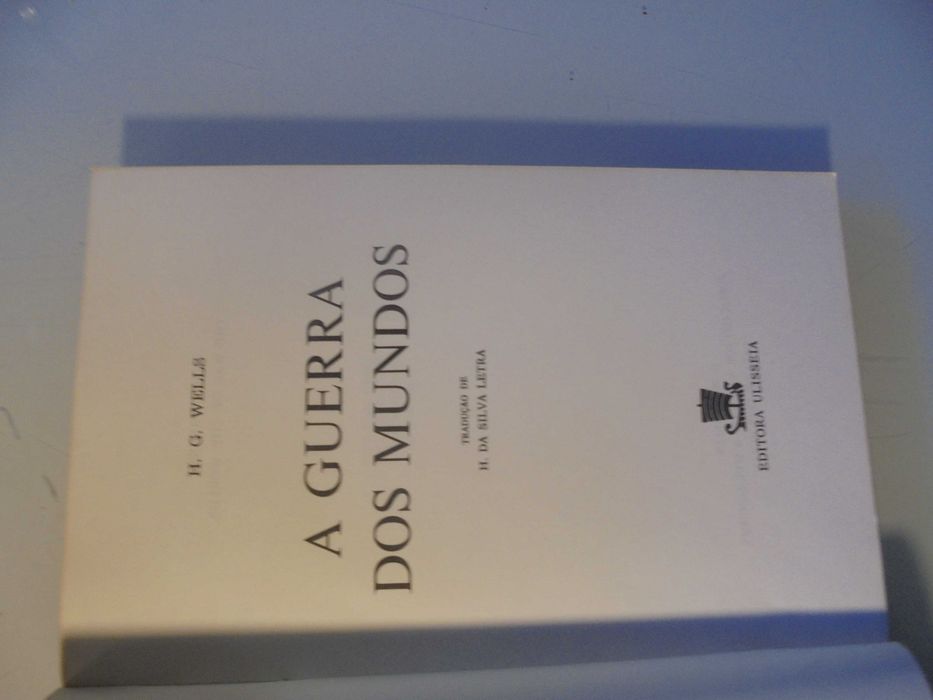 H. G. WELLS
A GUERRA
DOS MUNDOS
TRADUÇÃO DE
H. DA SILVA LETRA
EDITORA ULISSEIA